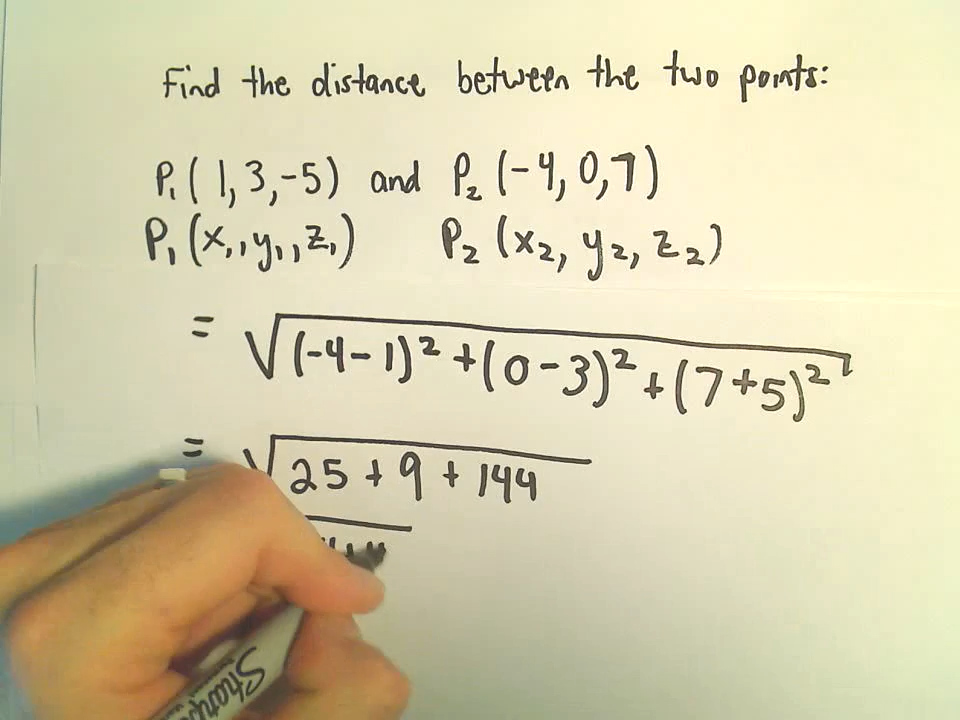 Find the distance between the two points:
P₁(1,3,-5) and P₂(-4,0,7)
P₁(x₁,y₁,z₁) P₂(x₂,y₂,z₂)
= √(-4-1)²+(0-3)²+(7+5)²
= √25+9+144
Sharpie